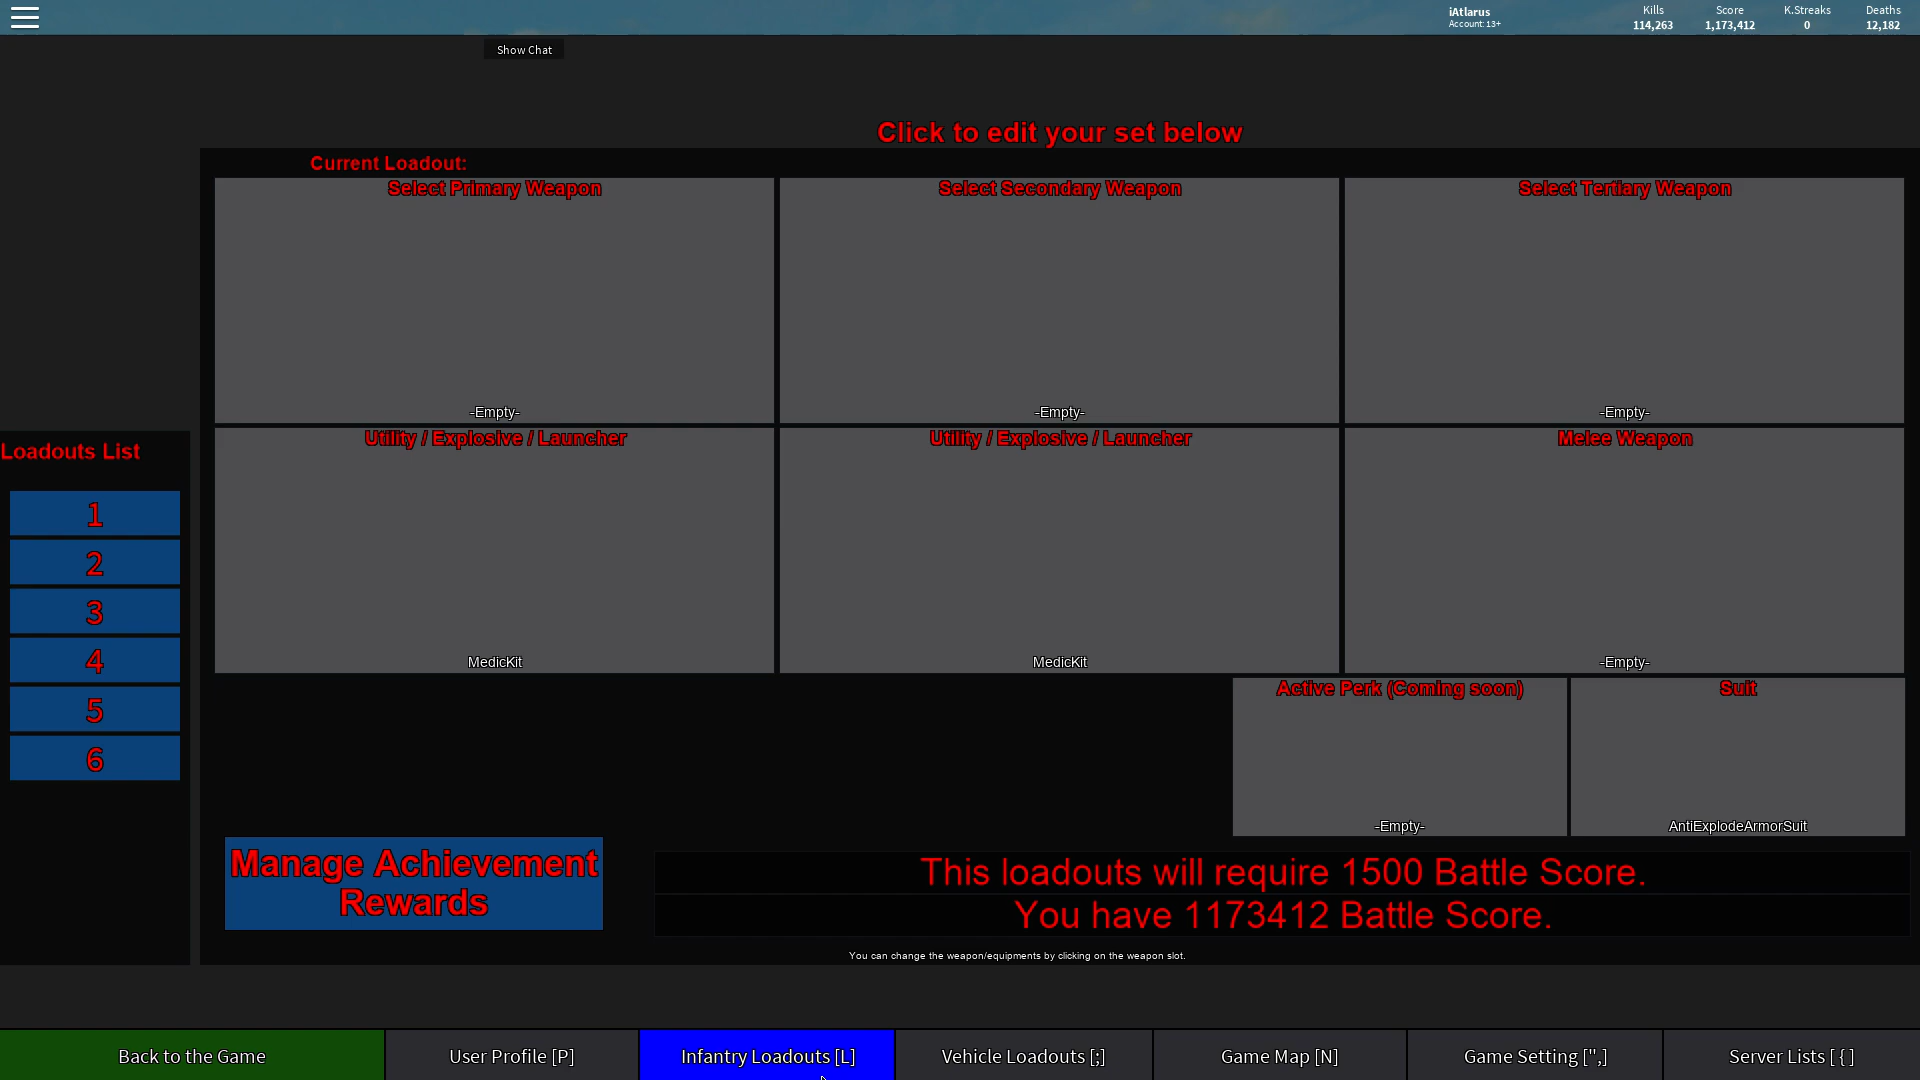 iAtlarus
Account: 13+
Kills
114,263
Score
1,173,412
K.Streaks
0
Deaths
12,182
Show Chat
Click to edit your set below
Current Loadout:
Select Primary Weapon
-Empty-
Select Secondary Weapon
-Empty-
Select Tertiary Weapon
-Empty-
Utility / Explosive / Launcher
MedicKit
Utility / Explosive / Launcher
MedicKit
Melee Weapon
-Empty-
Loadouts List
1
2
3
4
5
6
Active Perk (Coming soon)
-Empty-
Suit
AntiExplodeArmorSuit
Manage Achievement
Rewards
This loadouts will require 1500 Battle Score.
You have 1173412 Battle Score.
You can change the weapon/equipments by clicking on the weapon slot.
Back to the Game
User Profile [P]
Infantry Loadouts [L]
Vehicle Loadouts [;]
Game Map [N]
Game Setting [",]
Server Lists [ { ]